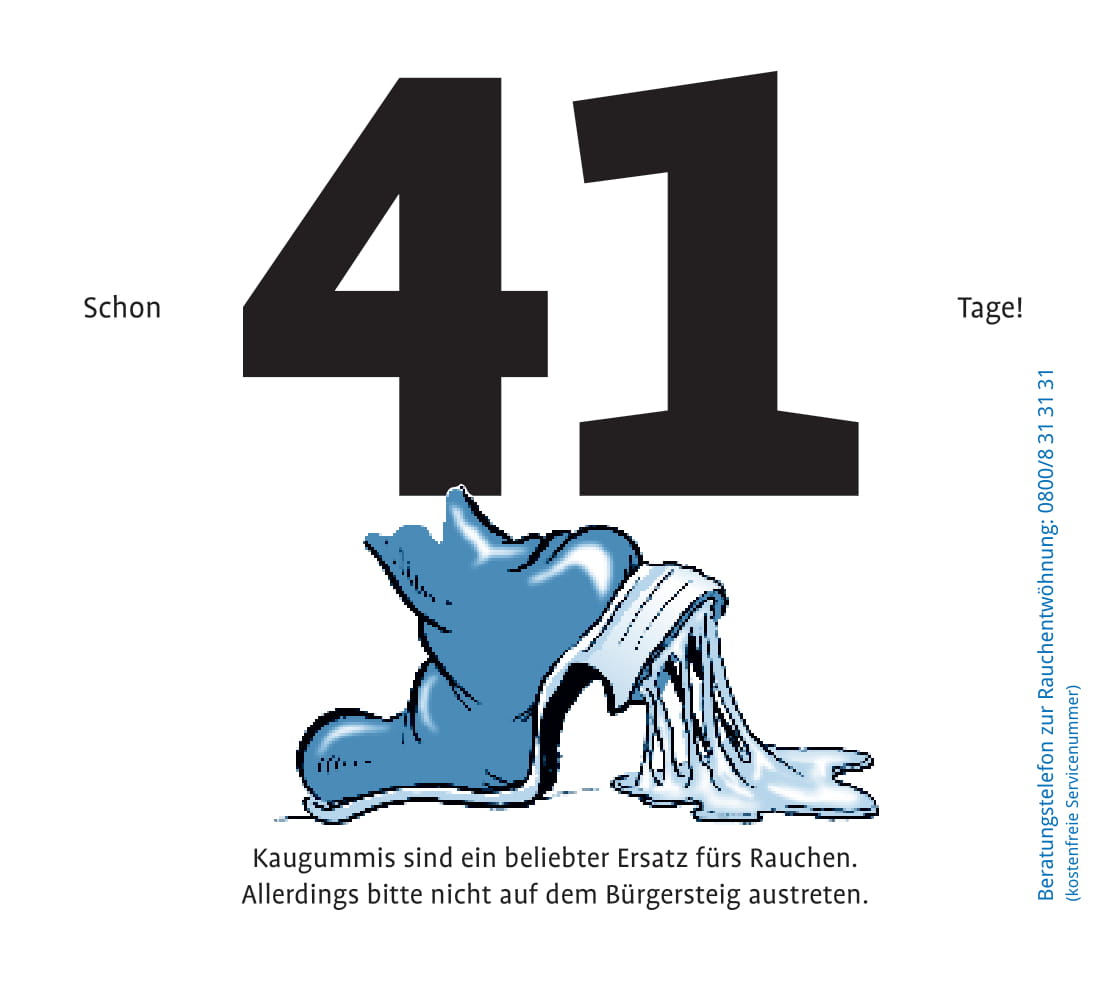 Schon
41
Tage!
Kaugummis sind ein beliebter Ersatz fürs Rauchen.
Allerdings bitte nicht auf dem Bürgersteig austreten.
Beratungstelefon zur Rauchentwöhnung: 0800/8 31 31 31
(kostenfreie Servicenummer)